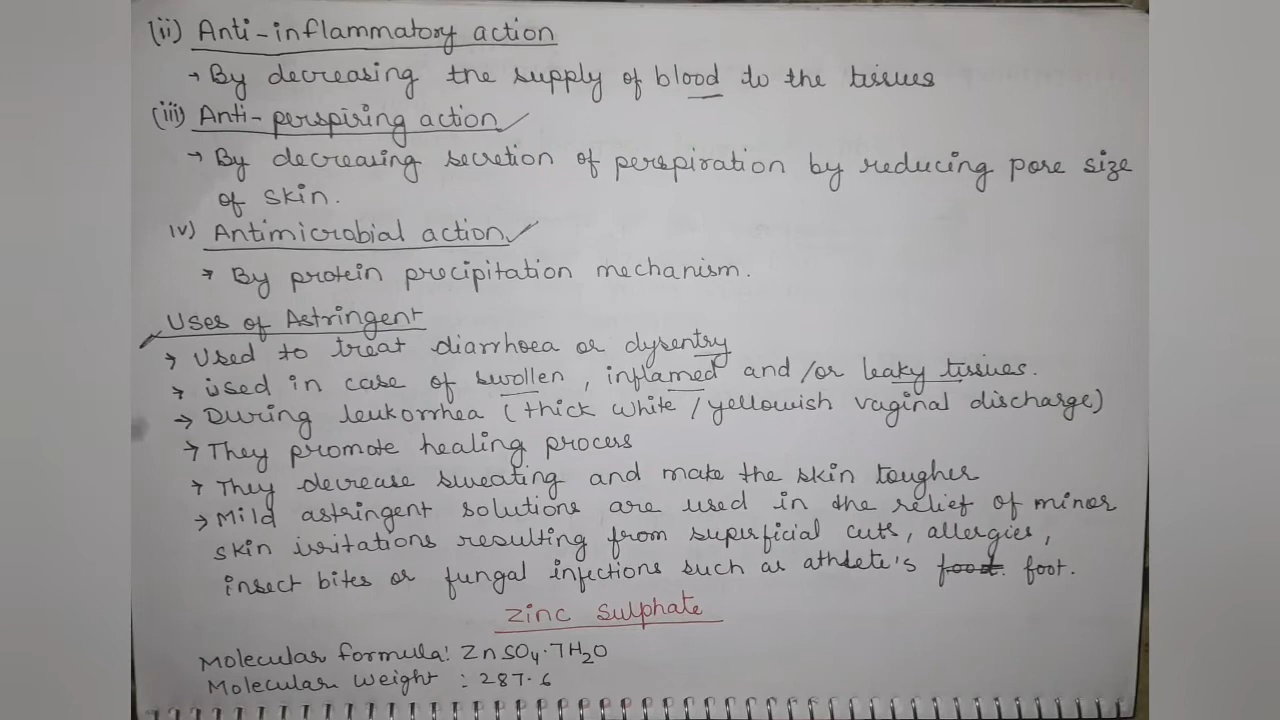 (ii) Anti-inflammatory action
→ By decreasing the supply of blood to the tissues
(iii) Anti-perspiring action
→ By decreasing secretion of perspiration by reducing pore size
of skin.
iv) Antimicrobial action
→ By protein precipitation mechanism.
Uses of Astringent
→ Used to treat diarrhoea or dysentry
→ used in case of swollen, inflamed and/or leaky tissues.
→ During leukorrhea (thick white/yellowish vaginal discharge)
→ They promote healing process
→ They decrease sweating and make the skin tougher
→ Mild astringent solutions are used in the relief of minor
skin irritations resulting from superficial cuts, allergies,
insect bites or fungal infections such as athlete's foot. foot.
Zinc Sulphate
Molecular formula: ZnSO₄·7H₂O
Molecular Weight : 287.6